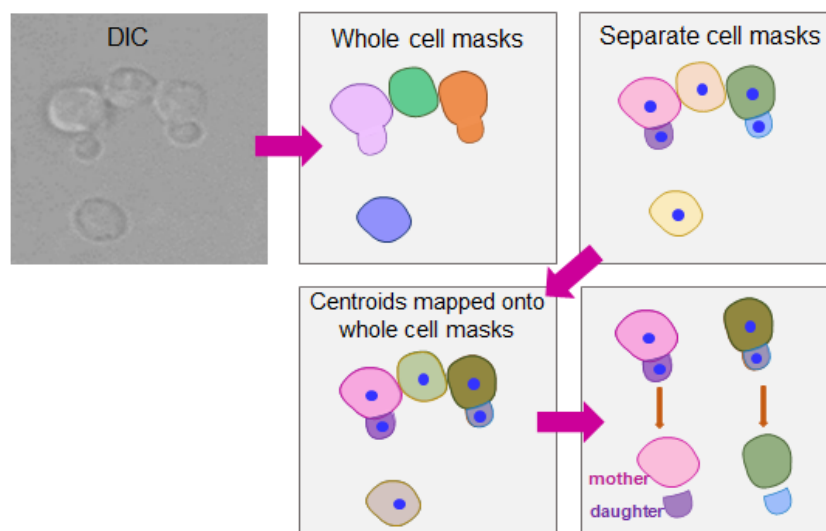 DIC
Whole cell masks
Separate cell masks
Centroids mapped onto
whole cell masks
mother
daughter